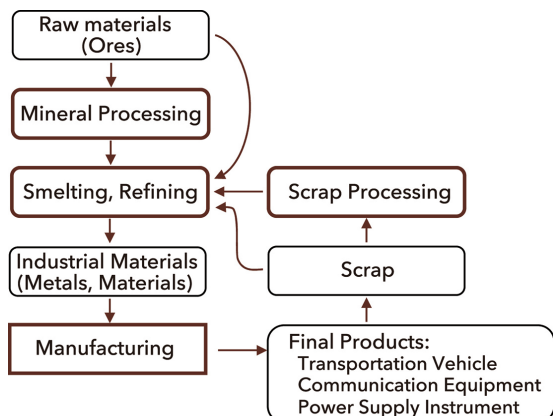 Raw materials
(Ores)
Mineral Processing
Smelting, Refining
Scrap Processing
Industrial Materials
(Metals, Materials)
Scrap
Manufacturing
Final Products:
Transportation Vehicle
Communication Equipment
Power Supply Instrument